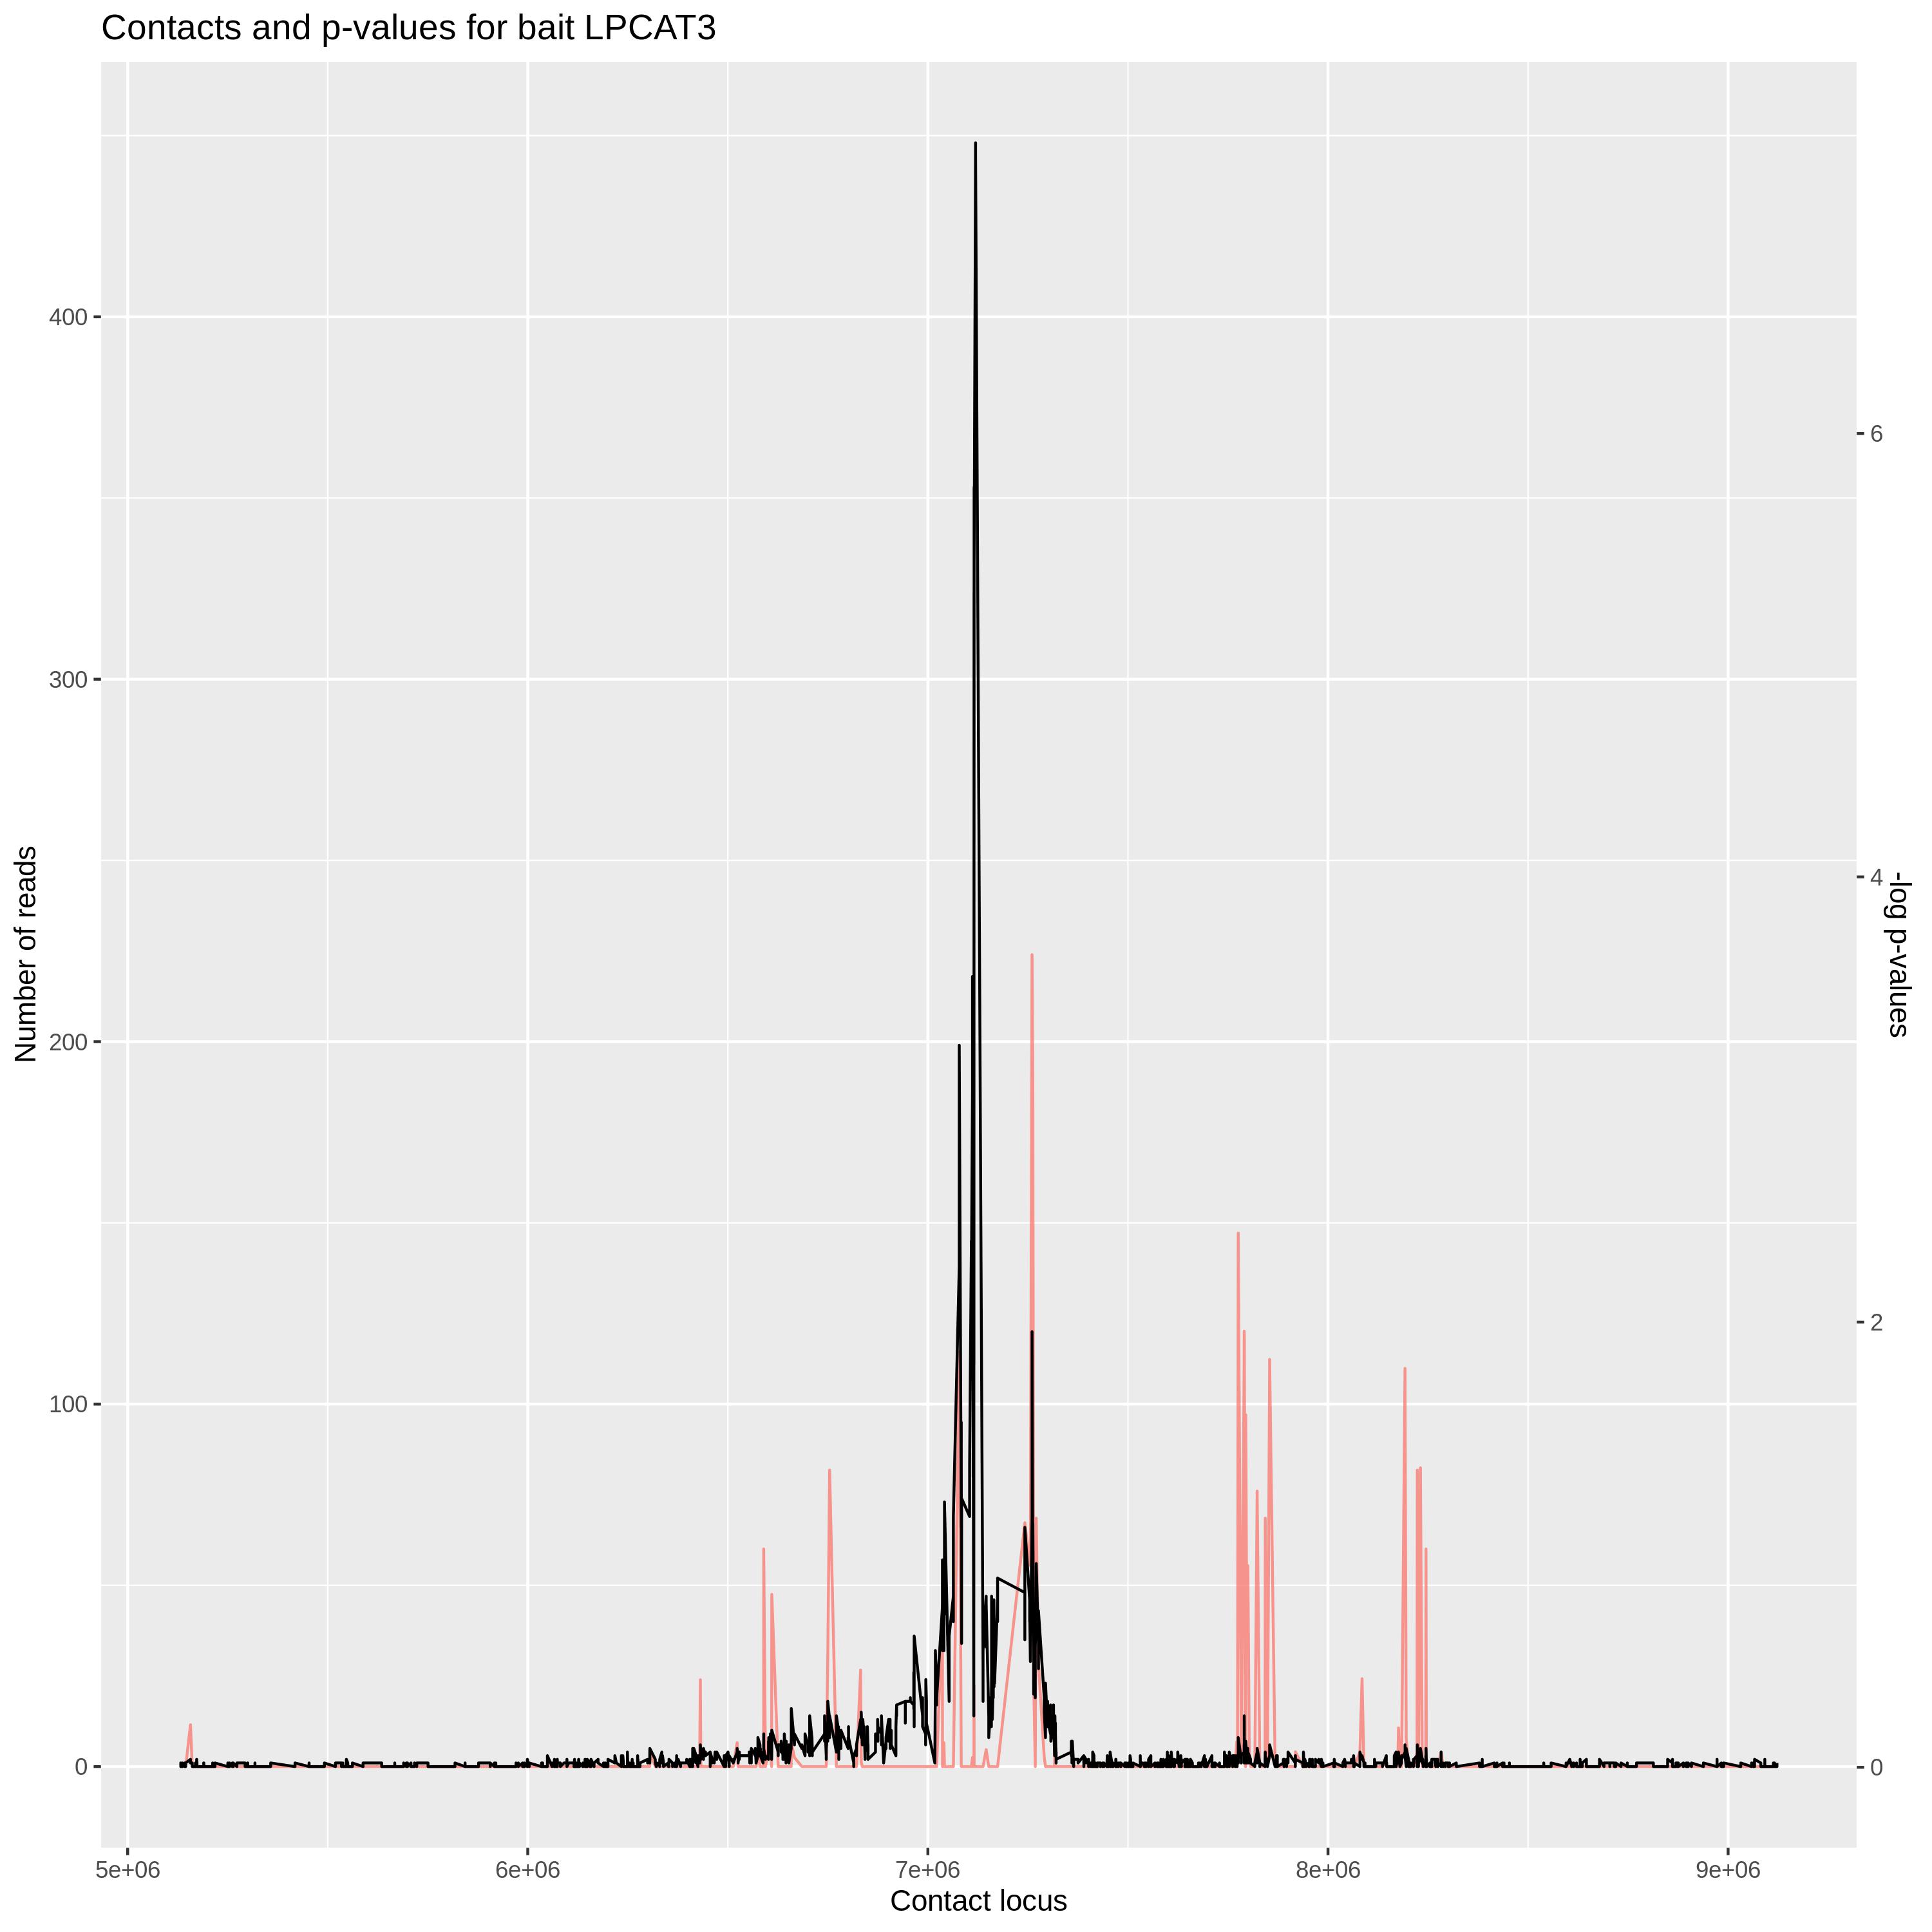 Contacts and p-values for bait LPCAT3
Number of reads
400
300
200
100
0
6
4
2
0
-log p-values
5e+06
6e+06
7e+06
8e+06
9e+06
Contact locus